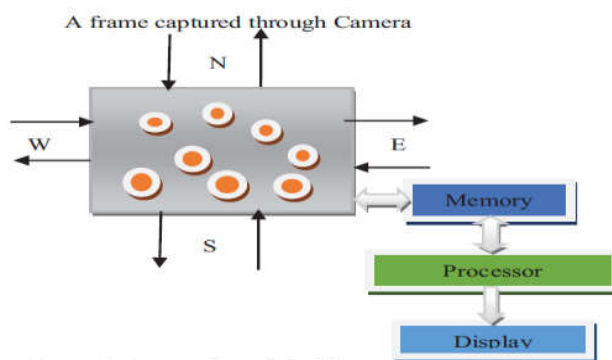 A frame captured through Camera
N
W
E
S
Memory
Processor
Display